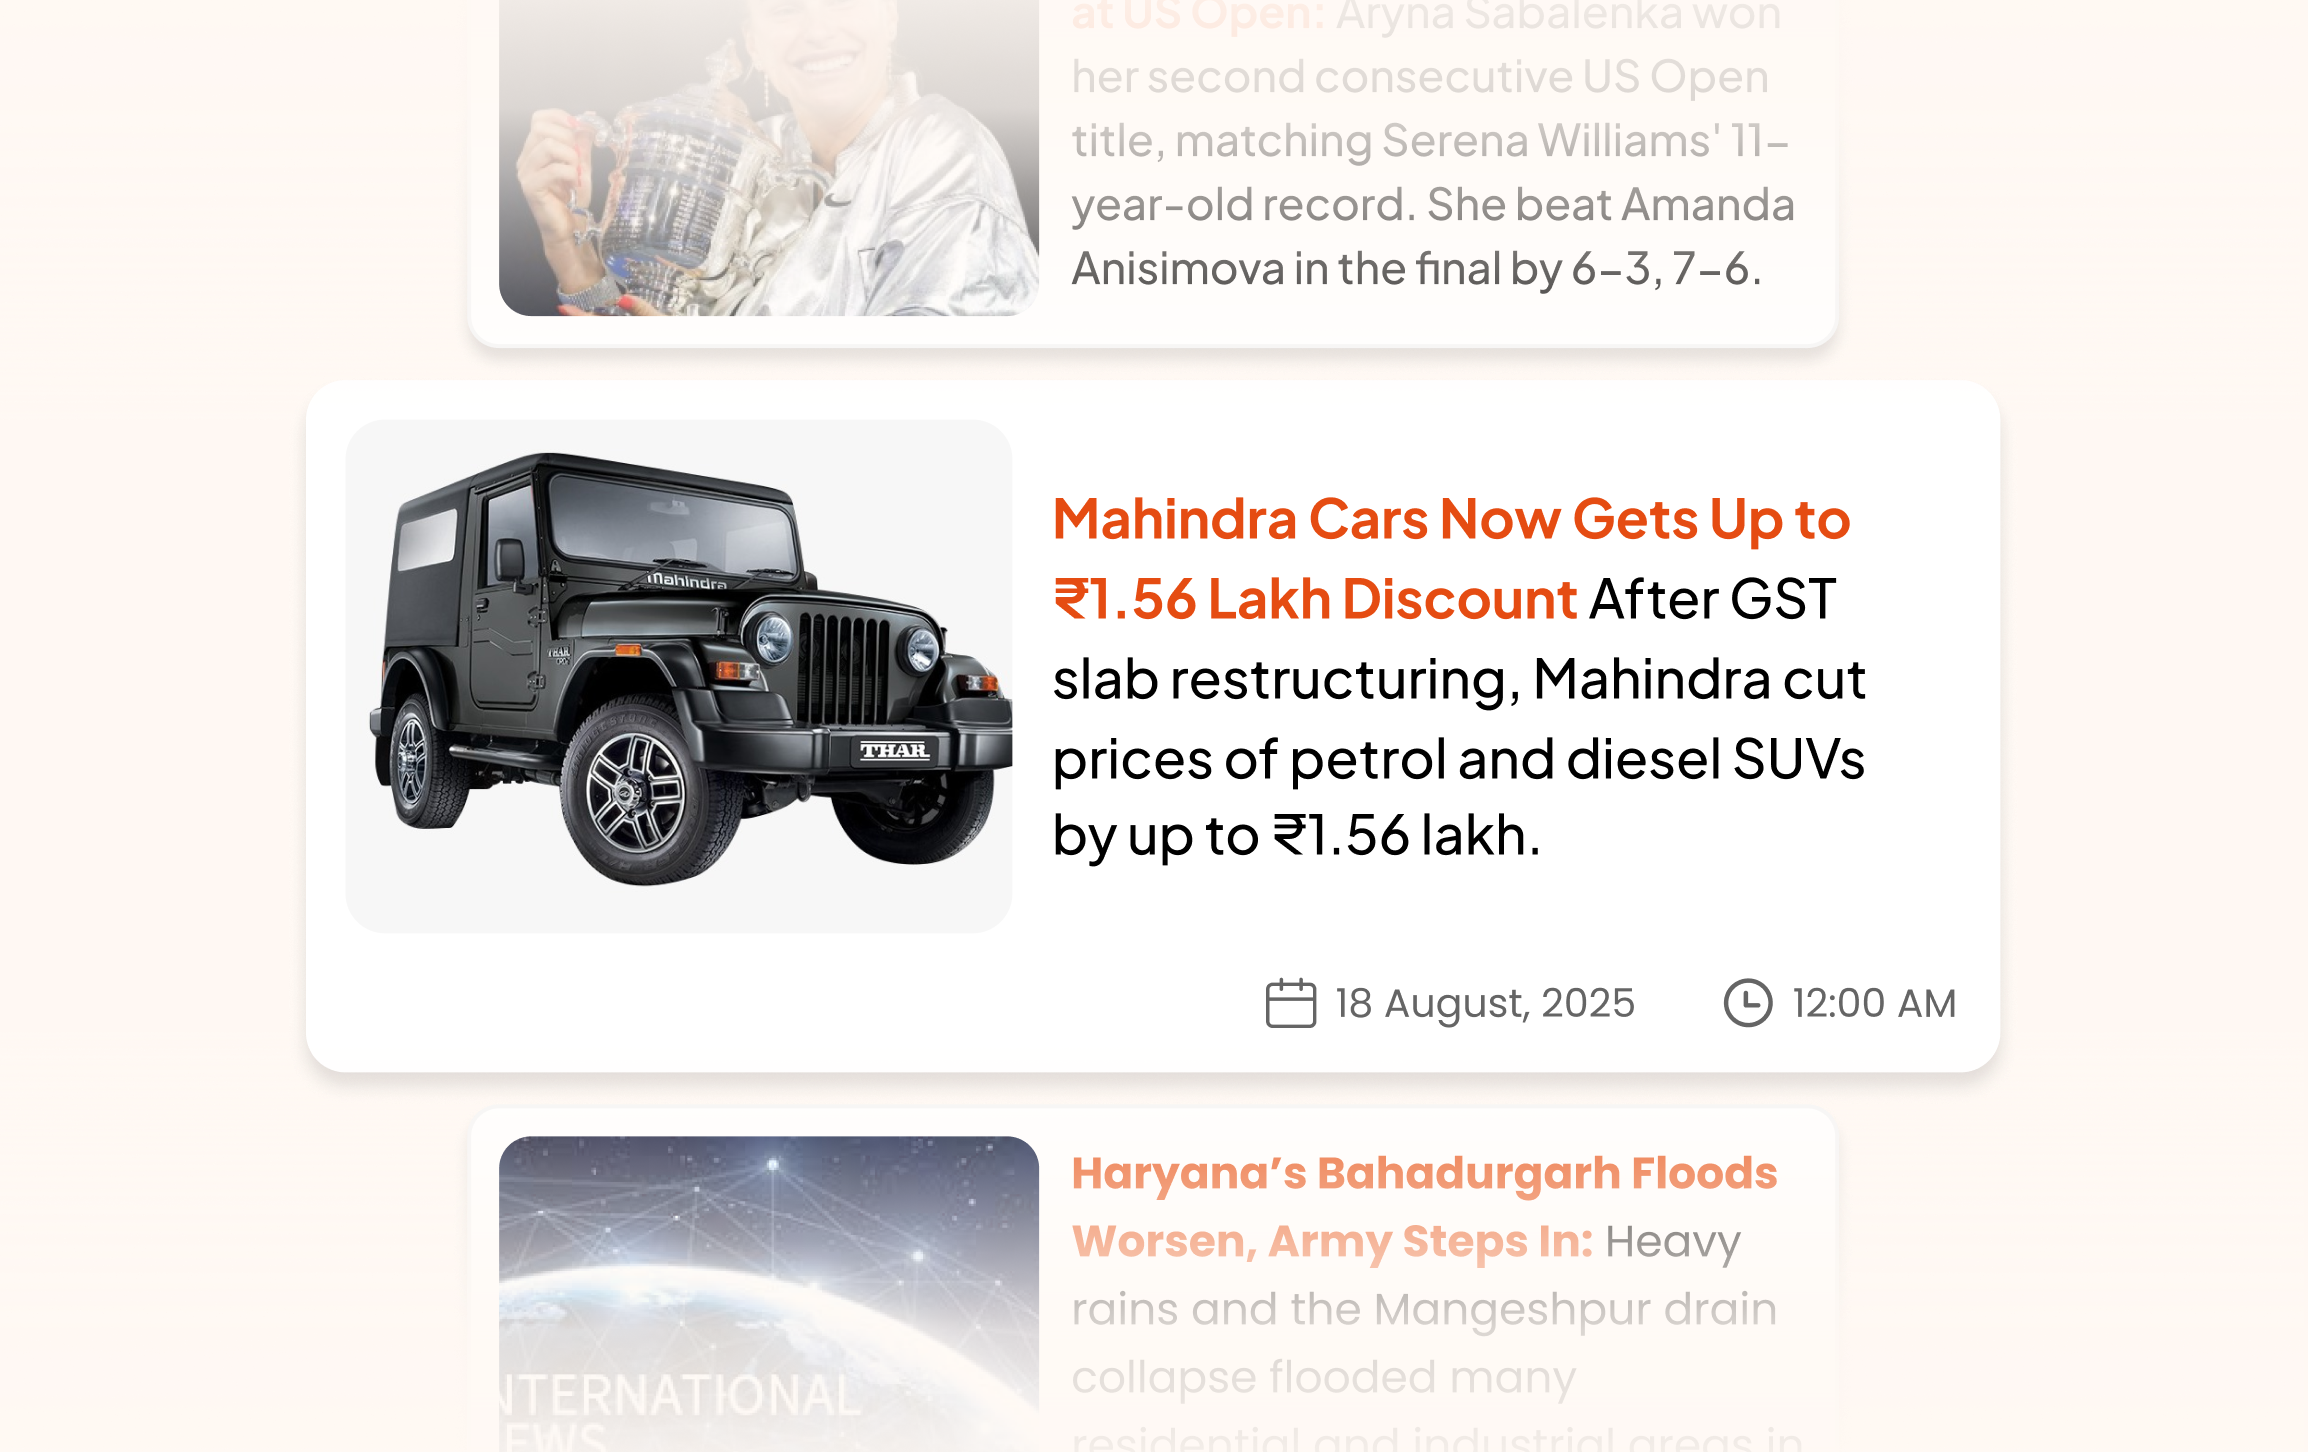 at US Open: Aryna Sabalenka won
her second consecutive US Open
title, matching Serena Williams' 11-
year-old record. She beat Amanda
Anisimova in the final by 6-3, 7-6.
Mahindra
THAR
CRDe
THAR
Mahindra Cars Now Gets Up to
₹1.56 Lakh Discount After GST
slab restructuring, Mahindra cut
prices of petrol and diesel SUVs
by up to ₹1.56 lakh.
18 August, 2025
12:00 AM
NTERNATIONAL
EWS
Haryana’s Bahadurgarh Floods
Worsen, Army Steps In: Heavy
rains and the Mangeshpur drain
collapse flooded many
residential and industrial areas in